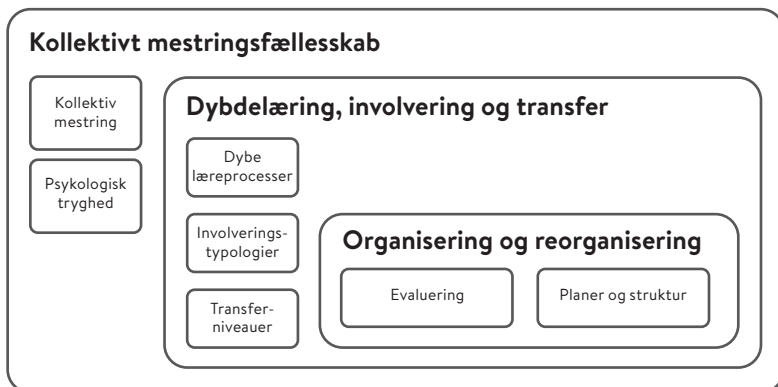 Kollektivt mestringsfællesskab
Kollektiv
mestring
Psykologisk
tryghed
Dybdelæring, involvering og transfer
Dybe
læreprocesser
Involverings-
typologier
Transfer-
niveauer
Organisering og reorganisering
Evaluering
Planer og struktur